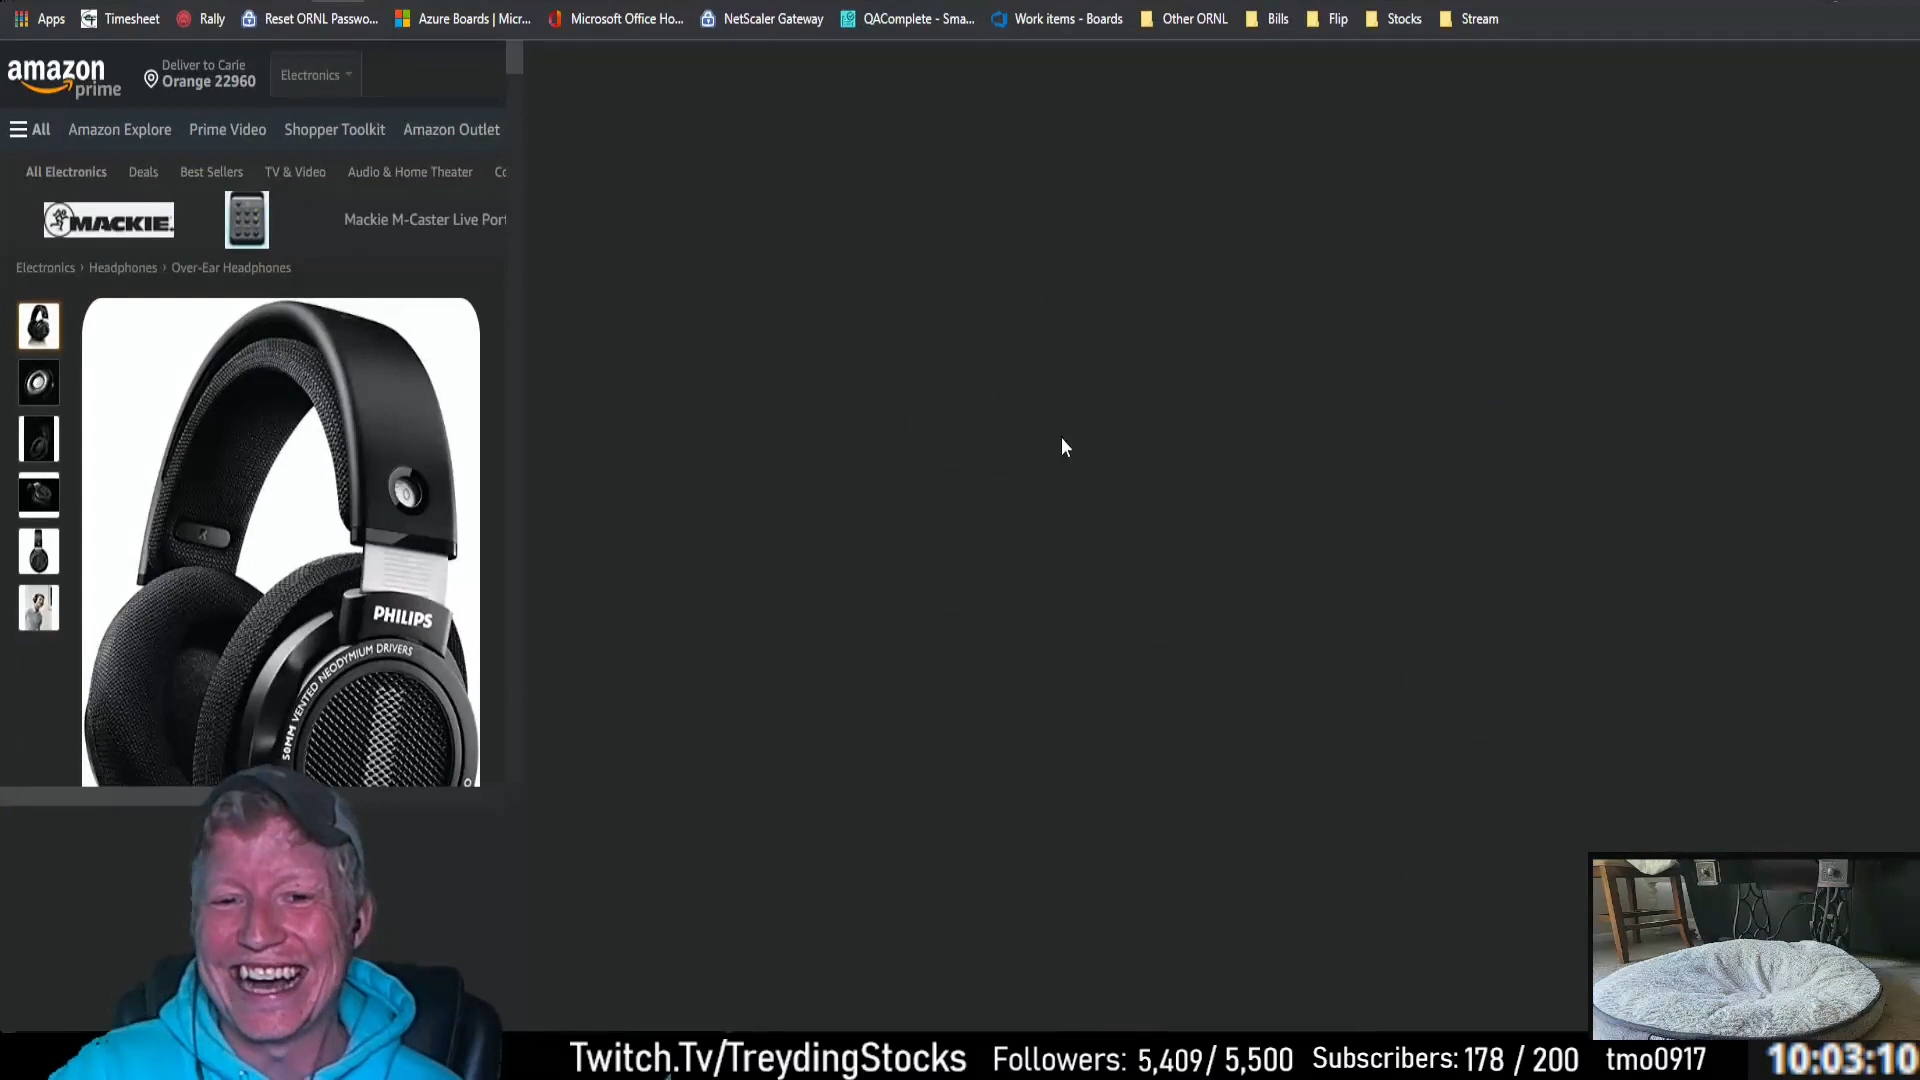 Apps Timesheet Rally Reset ORNL Passwo... Azure Boards | Micr... Microsoft Office Ho... NetScaler Gateway QAComplete - Sma... Work items - Boards Other ORNL Bills Flip Stocks Stream
amazon prime
Deliver to Carie
Orange 22960
Electronics
All Amazon Explore Prime Video Shopper Toolkit Amazon Outlet
All Electronics Deals Best Sellers TV & Video Audio & Home Theater Co
MACKIE. Mackie M-Caster Live Port
Electronics › Headphones › Over-Ear Headphones
PHILIPS
50MM VENTED NEODYMIUM DRIVERS
Twitch.Tv/TreydingStocks Followers: 5,409/ 5,500 Subscribers: 178 / 200 tmo0917 10:03:10